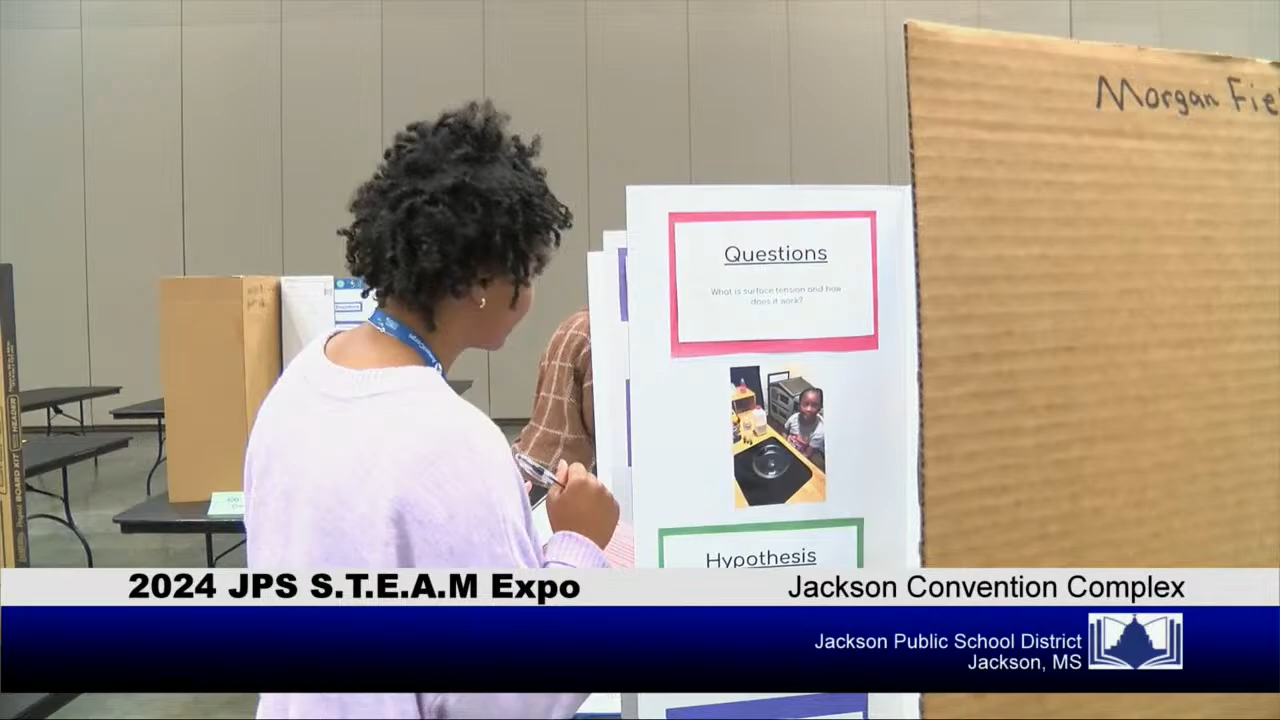 Morgan Fie
Questions
What is surface tension and how
does it work?
Hypothesis
2024 JPS S.T.E.A.M Expo
Jackson Convention Complex
Jackson Public School District
Jackson, MS